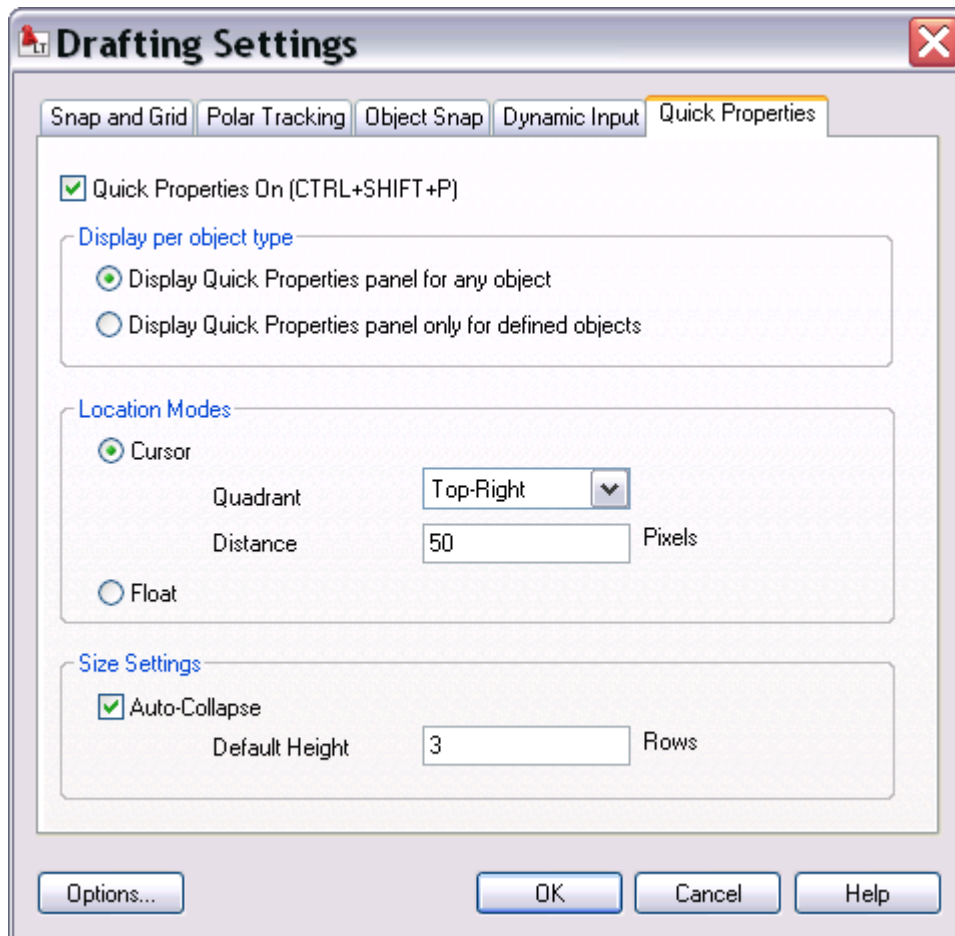 LT Drafting Settings
Snap and Grid Polar Tracking Object Snap Dynamic Input Quick Properties
Quick Properties On (CTRL+SHIFT+P)
Display per object type
Display Quick Properties panel for any object
Display Quick Properties panel only for defined objects
Location Modes
Cursor
Quadrant Top-Right
Distance 50 Pixels
Float
Size Settings
Auto-Collapse
Default Height 3 Rows
Options... OK Cancel Help